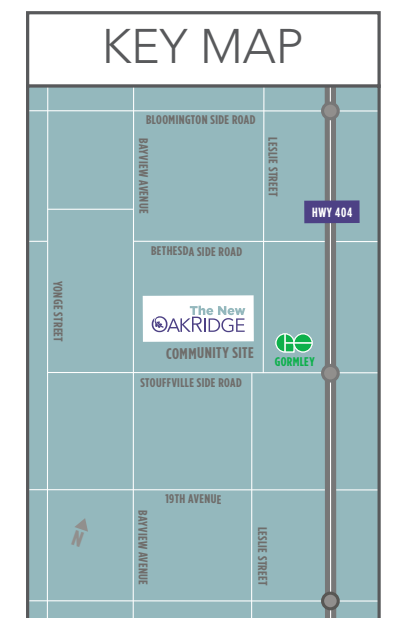 KEY MAP
BLOOMINGTON SIDE ROAD
BAYVIEW AVENUE
LESLIE STREET
HWY 404
BETHESDA SIDE ROAD
YONGE STREET
The New
OAKRIDGE
COMMUNITY SITE
GO
GORMLEY
STOUFFVILLE SIDE ROAD
19TH AVENUE
N
BAYVIEW AVENUE
LESLIE STREET